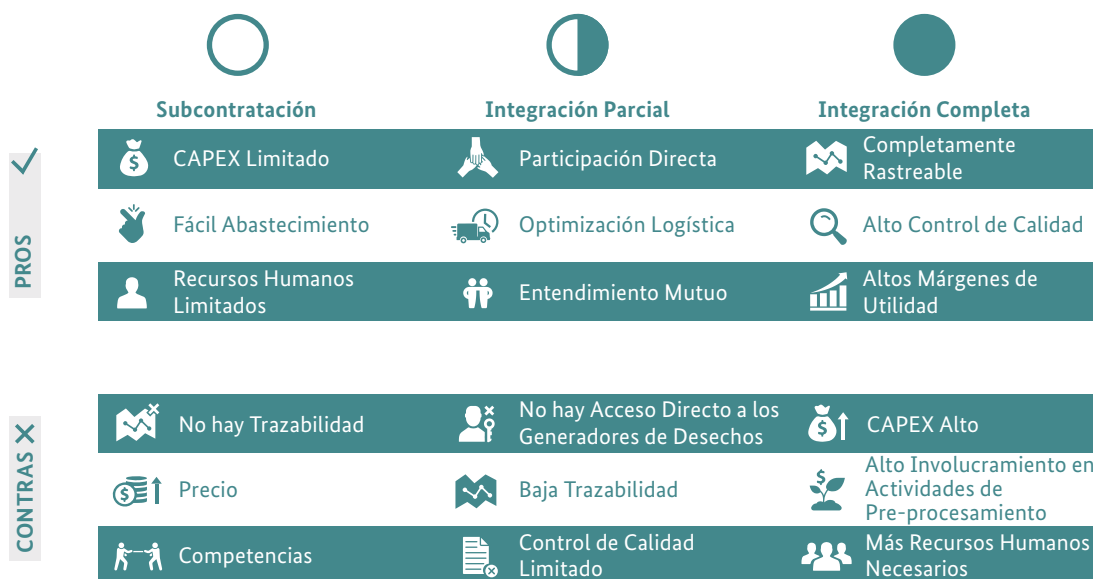 Subcontratación
Integración Parcial
Integración Completa
PROS
CAPEX Limitado
Participación Directa
Completamente
Rastreable
Fácil Abastecimiento
Optimización Logística
Alto Control de Calidad
Recursos Humanos
Limitados
Entendimiento Mutuo
Altos Márgenes de
Utilidad
CONTRAS
No hay Trazabilidad
No hay Acceso Directo a los
Generadores de Desechos
CAPEX Alto
Precio
Baja Trazabilidad
Alto Involucramiento en
Actividades de
Pre-procesamiento
Competencias
Control de Calidad
Limitado
Más Recursos Humanos
Necesarios